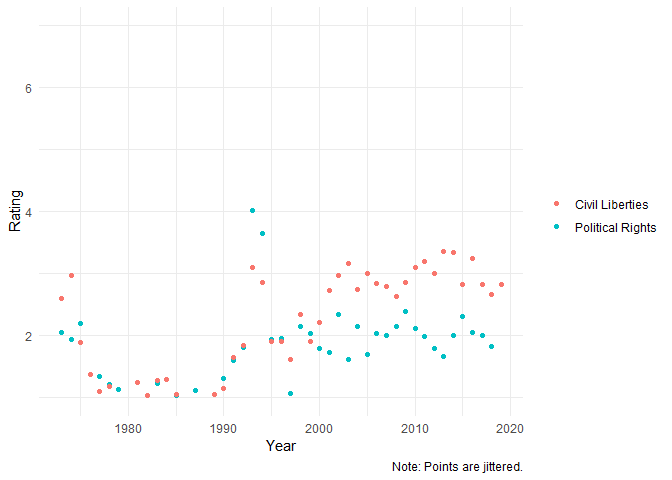 6
4
2
Rating
1980
1990
2000
2010
2020
Year
Civil Liberties
Political Rights
Note: Points are jittered.